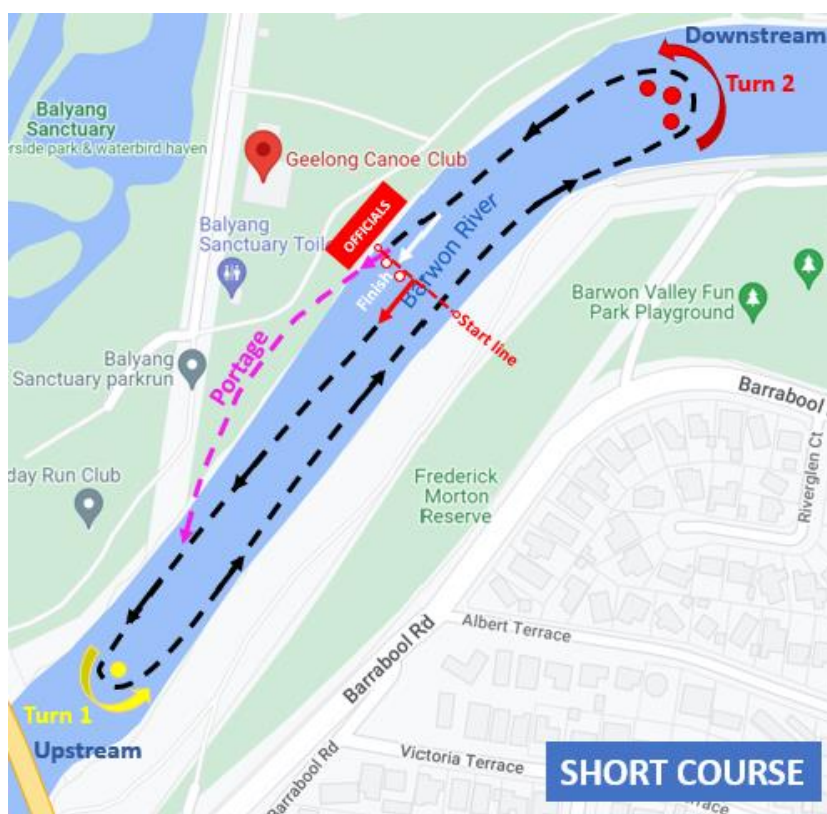 Downstream
Turn 2
Balyang
Sanctuary
erside park & waterbird haven
Geelong Canoe Club
OFFICIALS
Balyang
Sanctuary Toile
Barwon River
Finish
Start line
Barwon Valley Fun
Park Playground
Portage
Balyang
Sanctuary parkrun
Barrabool
Riverglen Ct
day Run Club
Frederick
Morton
Reserve
Albert Terrace
Barrabool Rd
Turn 1
Upstream
Barrabool Rd
Victoria Terrace
SHORT COURSE